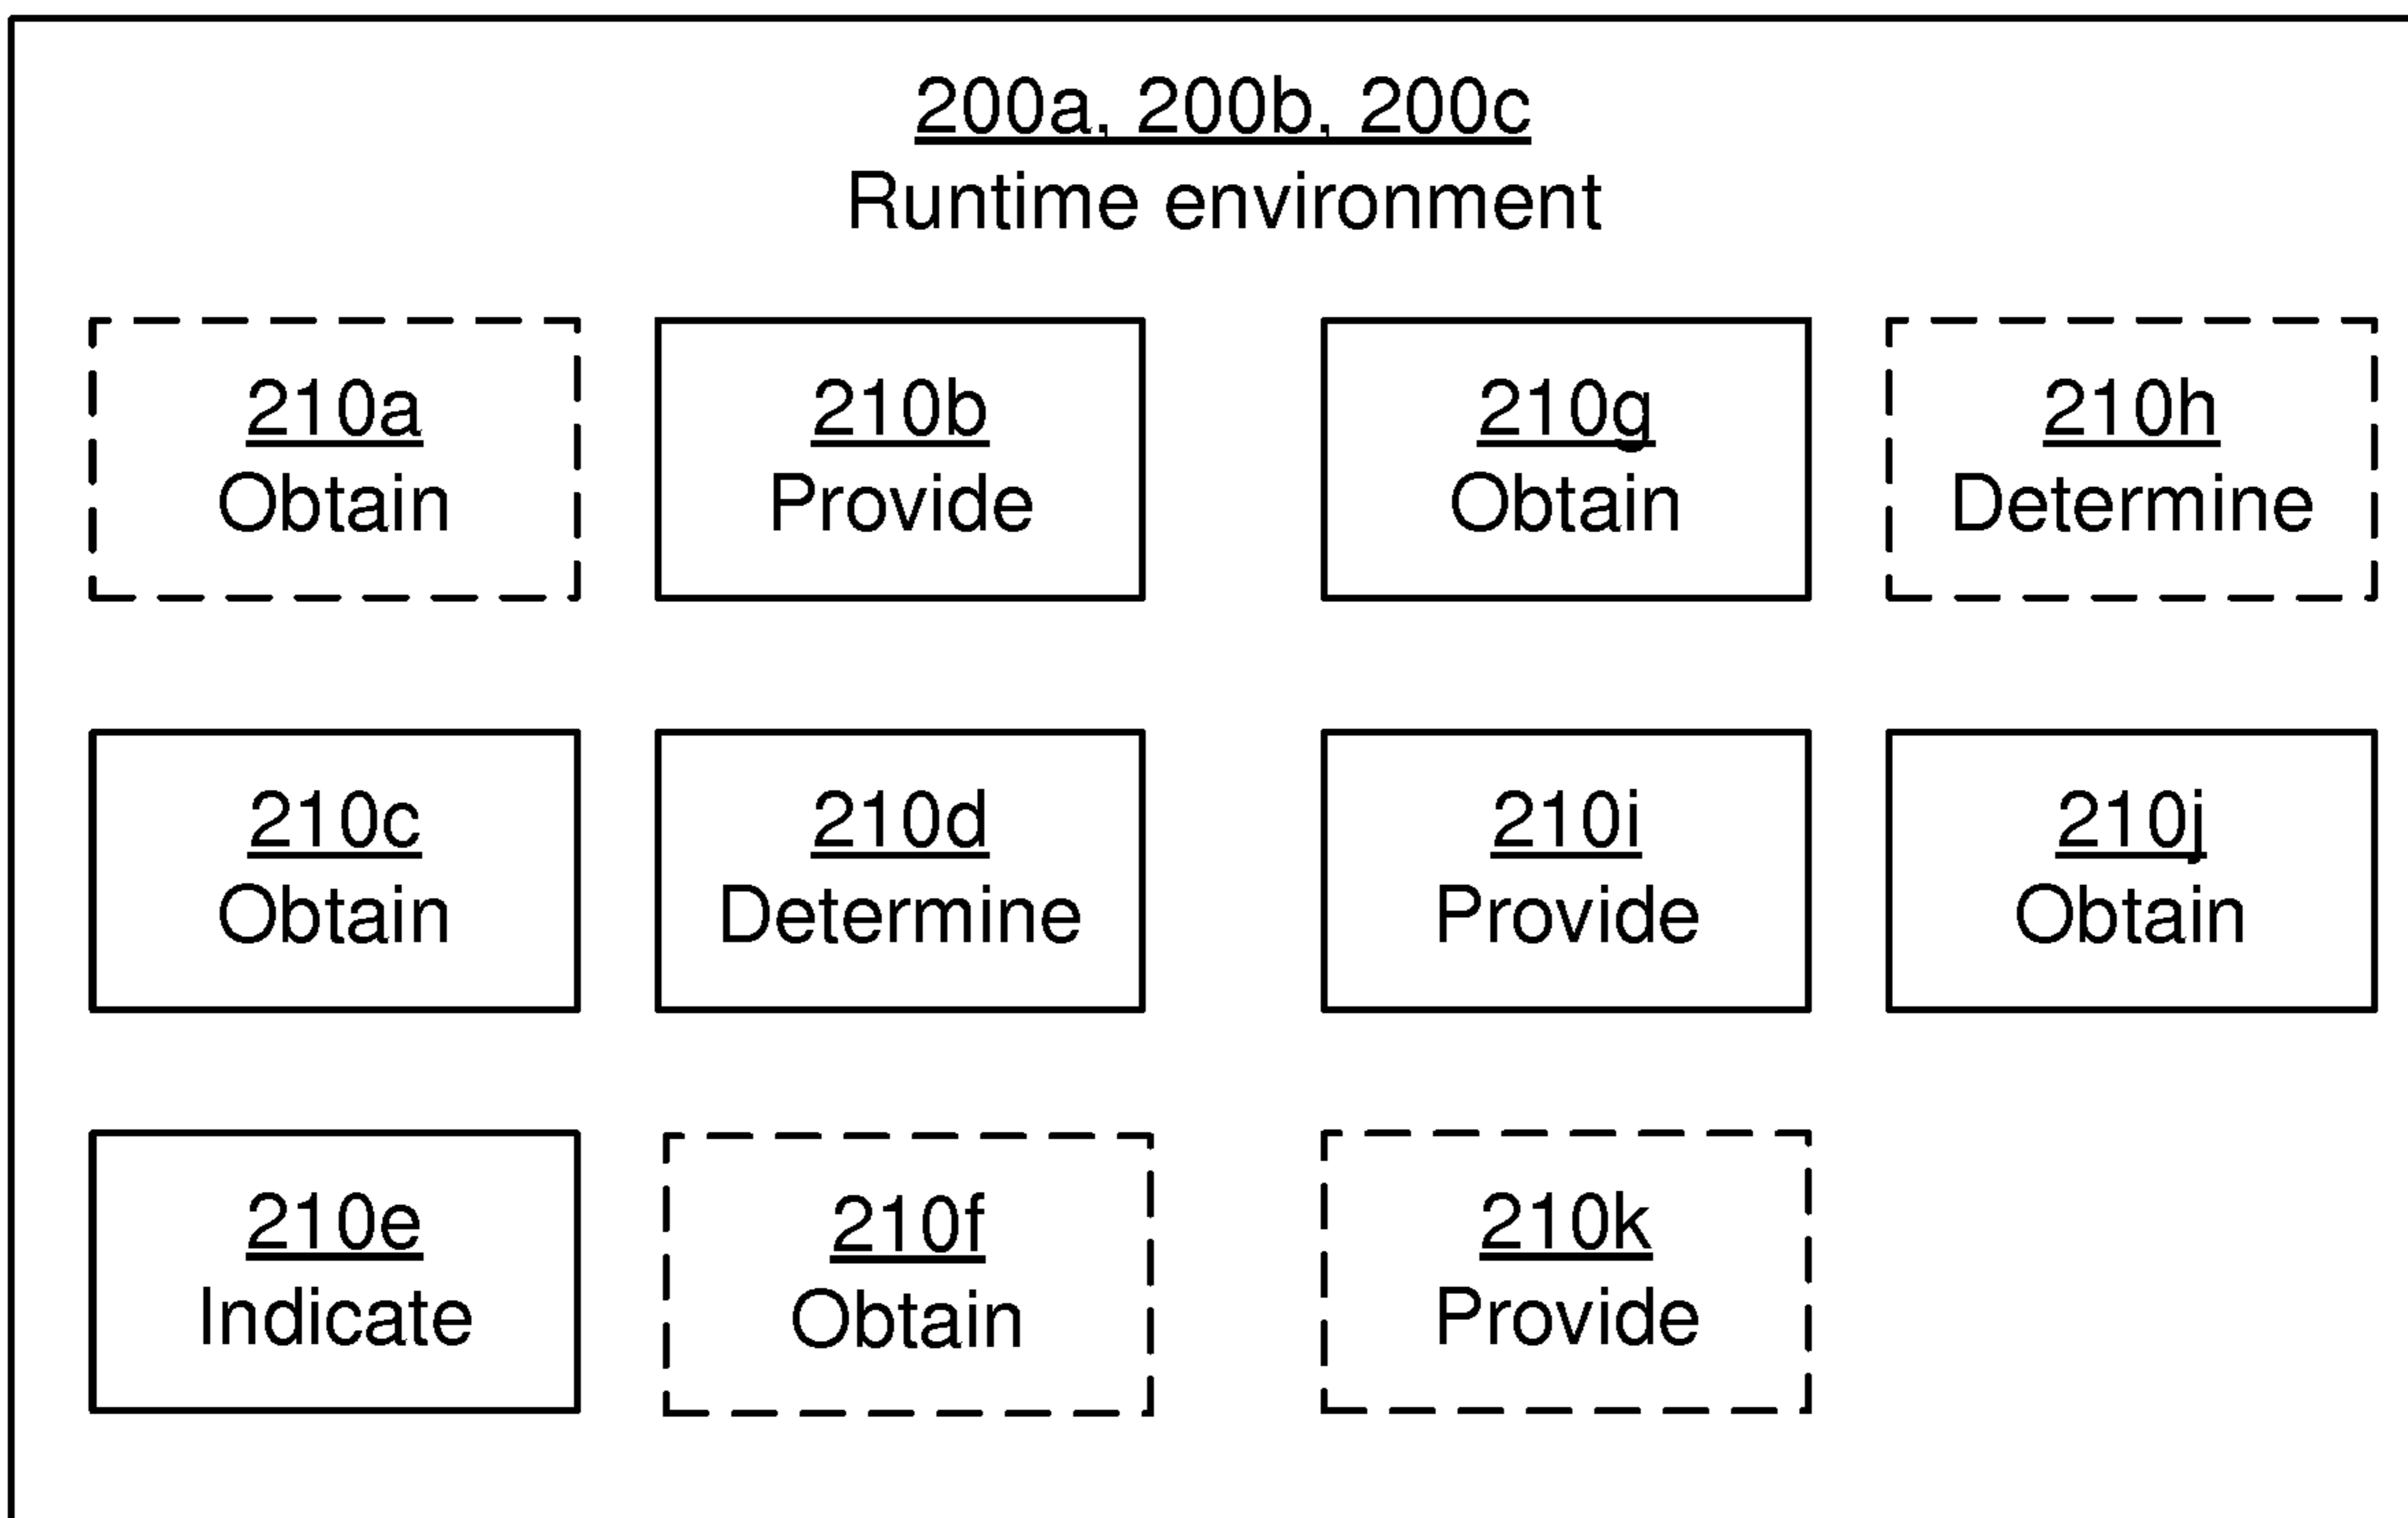 200a, 200b, 200c
Runtime environment
210a
Obtain
210b
Provide
210g
Obtain
210h
Determine
210c
Obtain
210d
Determine
210i
Provide
210j
Obtain
210e
Indicate
210f
Obtain
210k
Provide